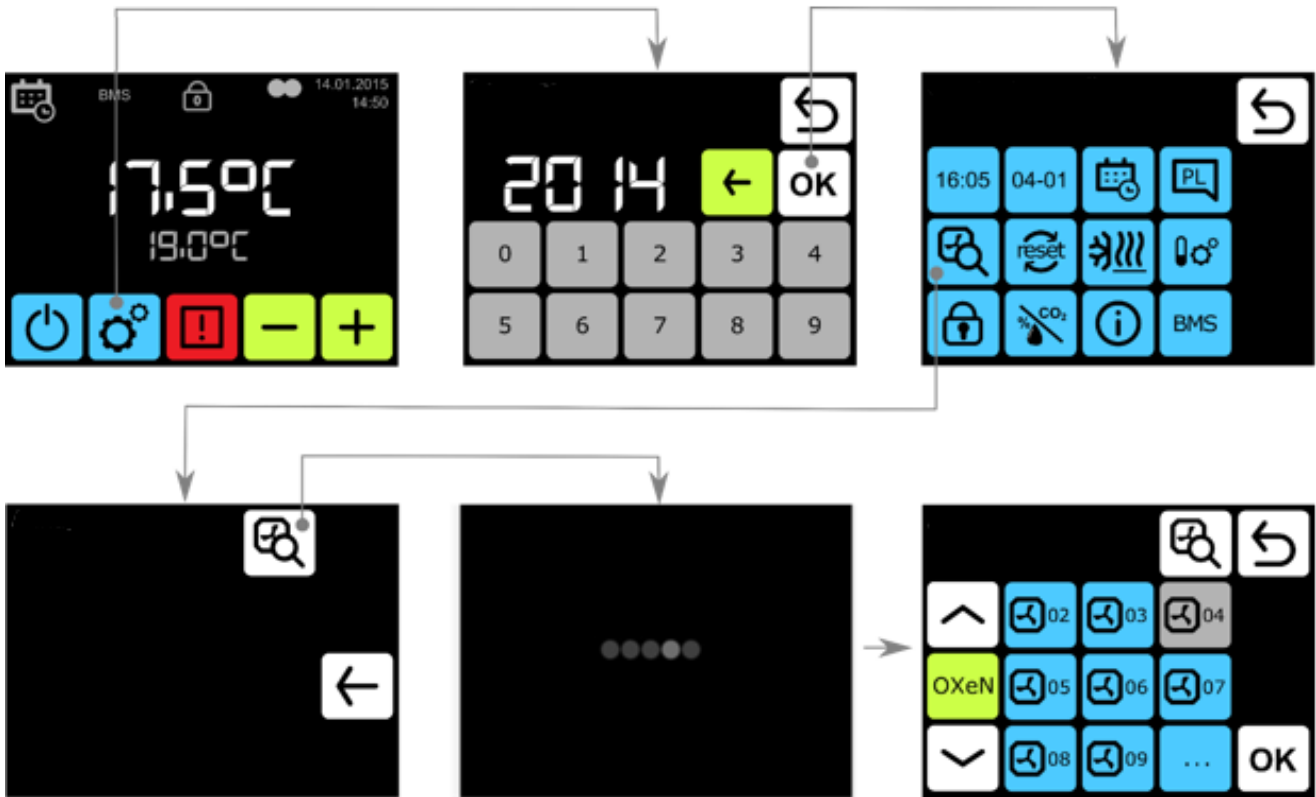 BMS
0
14.01.2015
14:50
17.5°C
19.0°C
2014
OK
0 1 2 3 4
5 6 7 8 9
16:05 04-01 PL
reset
% CO₂ i BMS
02 03 04
OXeN 05 06 07
08 09 ... OK